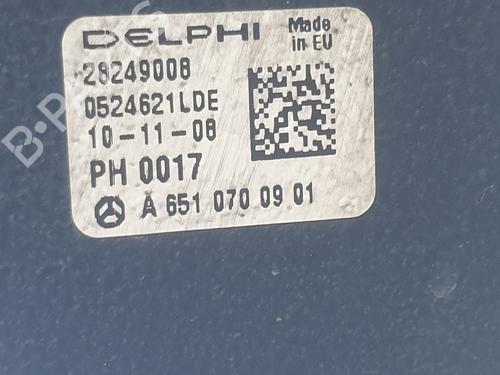 DELPHI Made in EU
28249008
0524621LDE
10-11-08
PH 0017
A 651 070 09 01